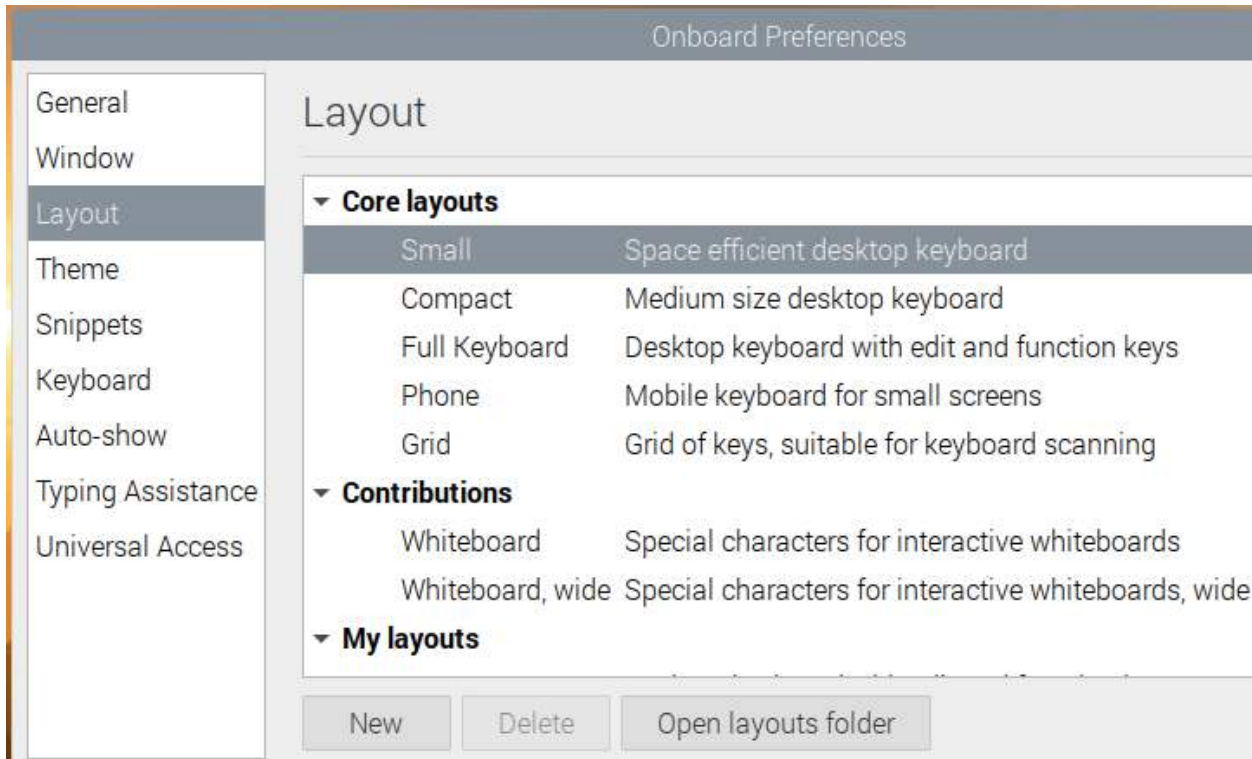 Onboard Preferences
General
Window
Layout
Theme
Snippets
Keyboard
Auto-show
Typing Assistance
Universal Access
Layout
Core layouts
Small Space efficient desktop keyboard
Compact Medium size desktop keyboard
Full Keyboard Desktop keyboard with edit and function keys
Phone Mobile keyboard for small screens
Grid Grid of keys, suitable for keyboard scanning
Contributions
Whiteboard Special characters for interactive whiteboards
Whiteboard, wide Special characters for interactive whiteboards, wide
My layouts
New Delete Open layouts folder